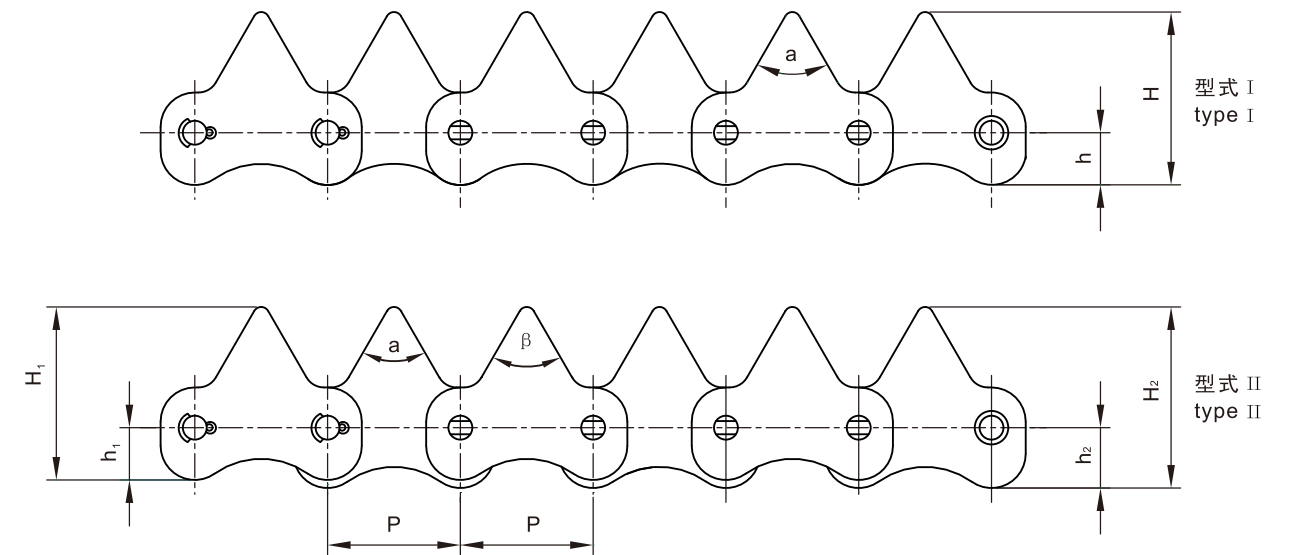 a
H
型式 I
type I
h
H₁
a
β
H₂
型式 II
type II
h₁
h₂
P
P